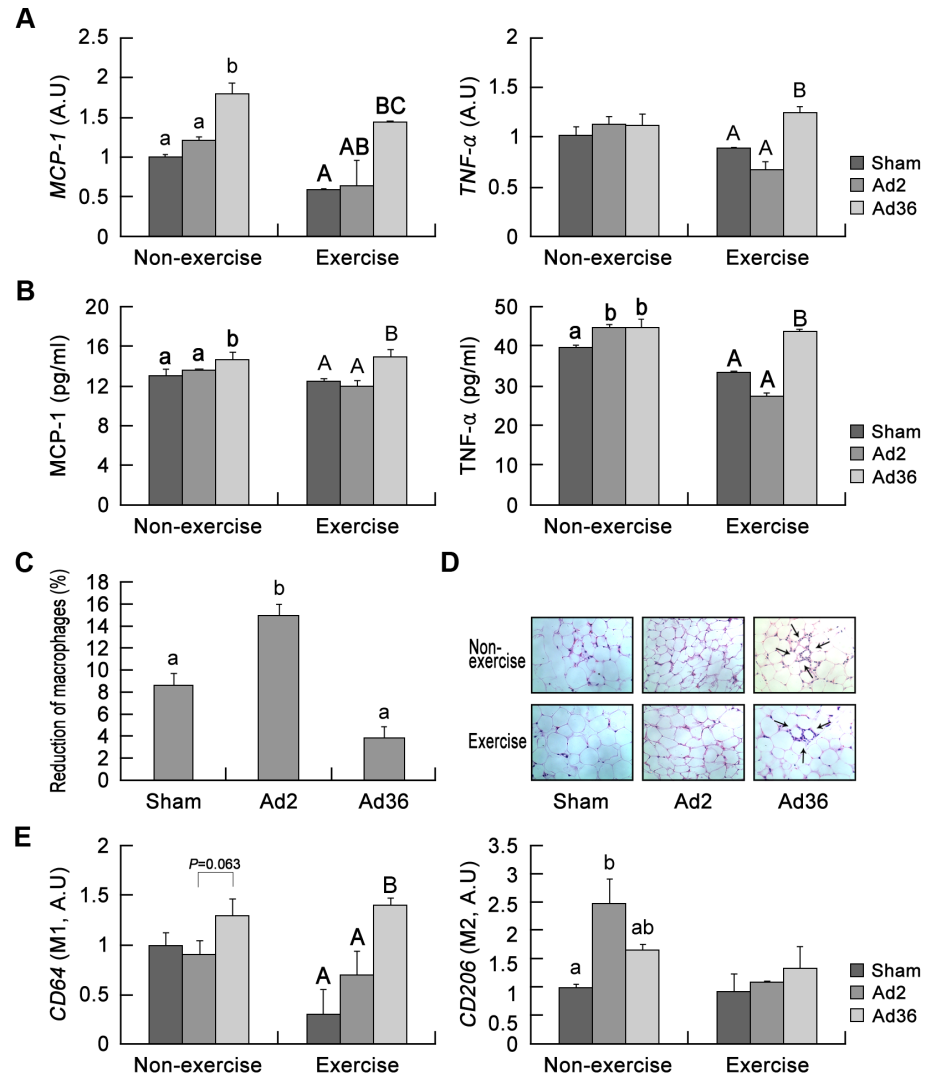 A
MCP-1 (A.U)
2.5
2
1.5
1
0.5
0
a
a
b
A
AB
BC
Non-exercise
Exercise
TNF-α (A.U)
2
1.5
1
0.5
0
A
A
B
Non-exercise
Exercise
Sham
Ad2
Ad36
B
MCP-1 (pg/ml)
20
16
12
8
4
0
a
a
b
A
A
B
Non-exercise
Exercise
TNF-α (pg/ml)
50
40
30
20
10
0
a
b
b
A
A
B
Non-exercise
Exercise
Sham
Ad2
Ad36
C
Reduction of macrophages (%)
18
16
14
12
10
8
6
4
2
0
a
b
a
Sham
Ad2
Ad36
D
Non-
exercise
Exercise
Sham
Ad2
Ad36
E
CD64 (M1, A.U)
2
1.5
1
0.5
0
P=0.063
A
A
B
Non-exercise
Exercise
CD206 (M2, A.U)
3.5
3
2.5
2
1.5
1
0.5
0
a
b
ab
Non-exercise
Exercise
Sham
Ad2
Ad36